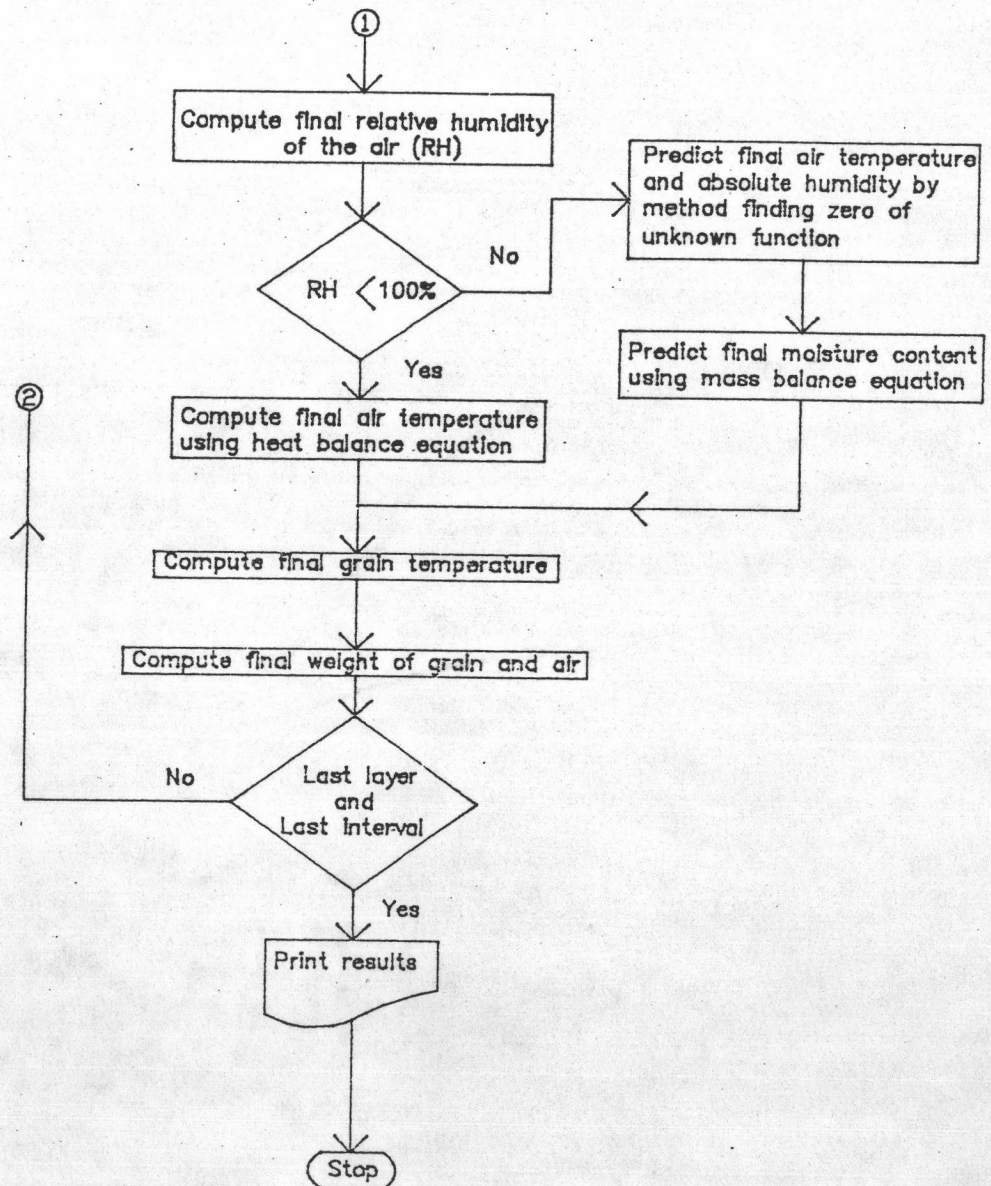 1
Compute final relative humidity
of the air (RH)
Predict final air temperature
and absolute humidity by
method finding zero of
unknown function
No
RH <100%
Predict final moisture content
using mass balance equation
Yes
2
Compute final air temperature
using heat balance equation
Compute final grain temperature
Compute final weight of grain and air
No
Last layer
and
Last Interval
Yes
Print results
Stop